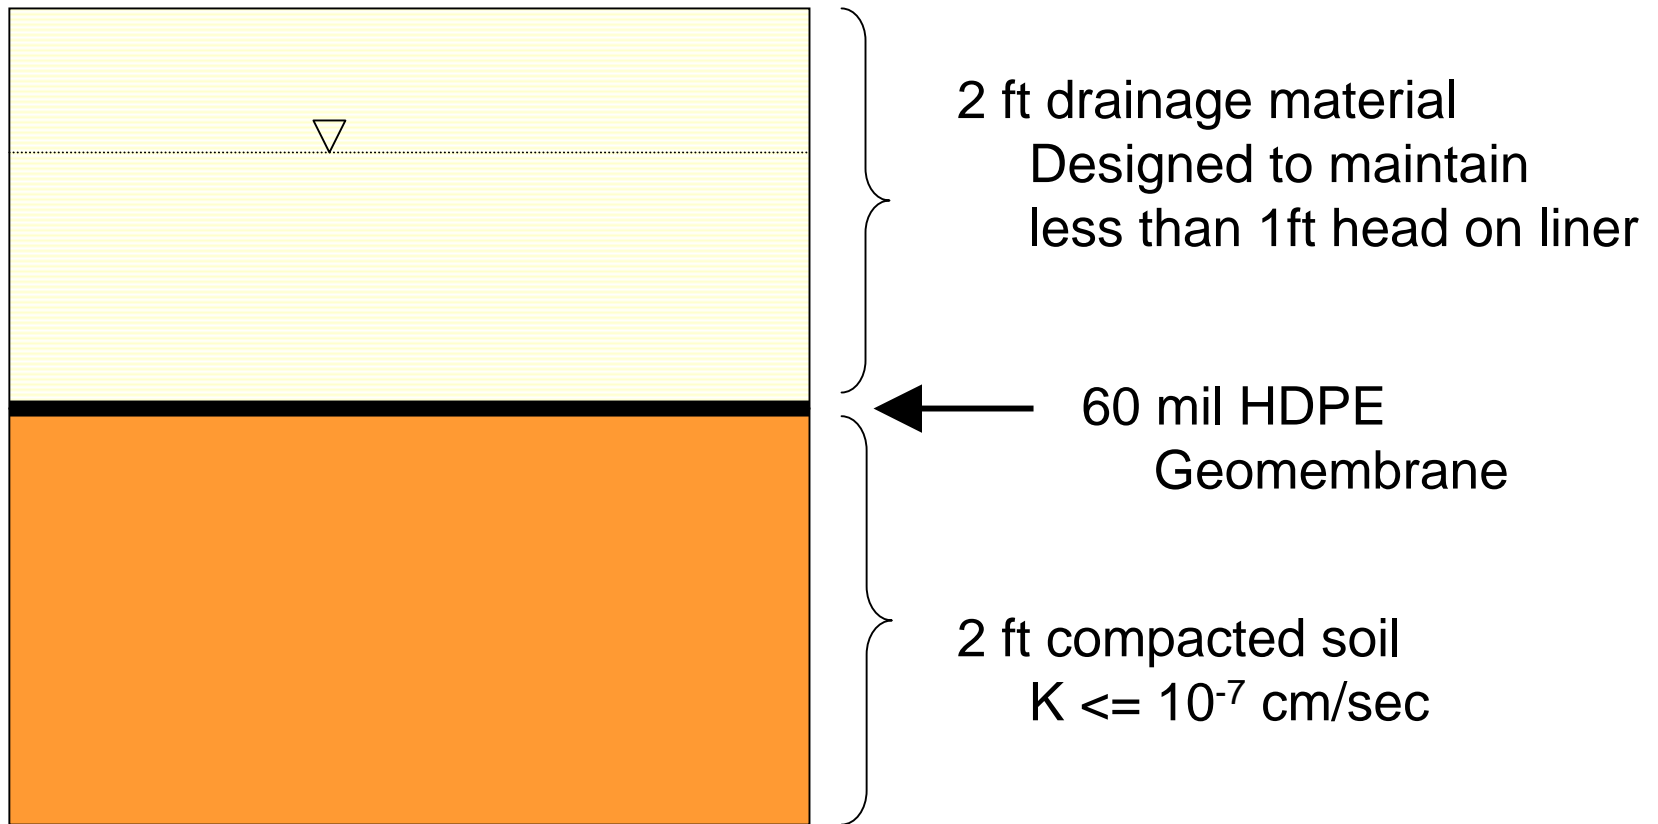 2 ft drainage material
Designed to maintain
less than 1ft head on liner
60 mil HDPE
Geomembrane
2 ft compacted soil
K <= 10⁻⁷ cm/sec